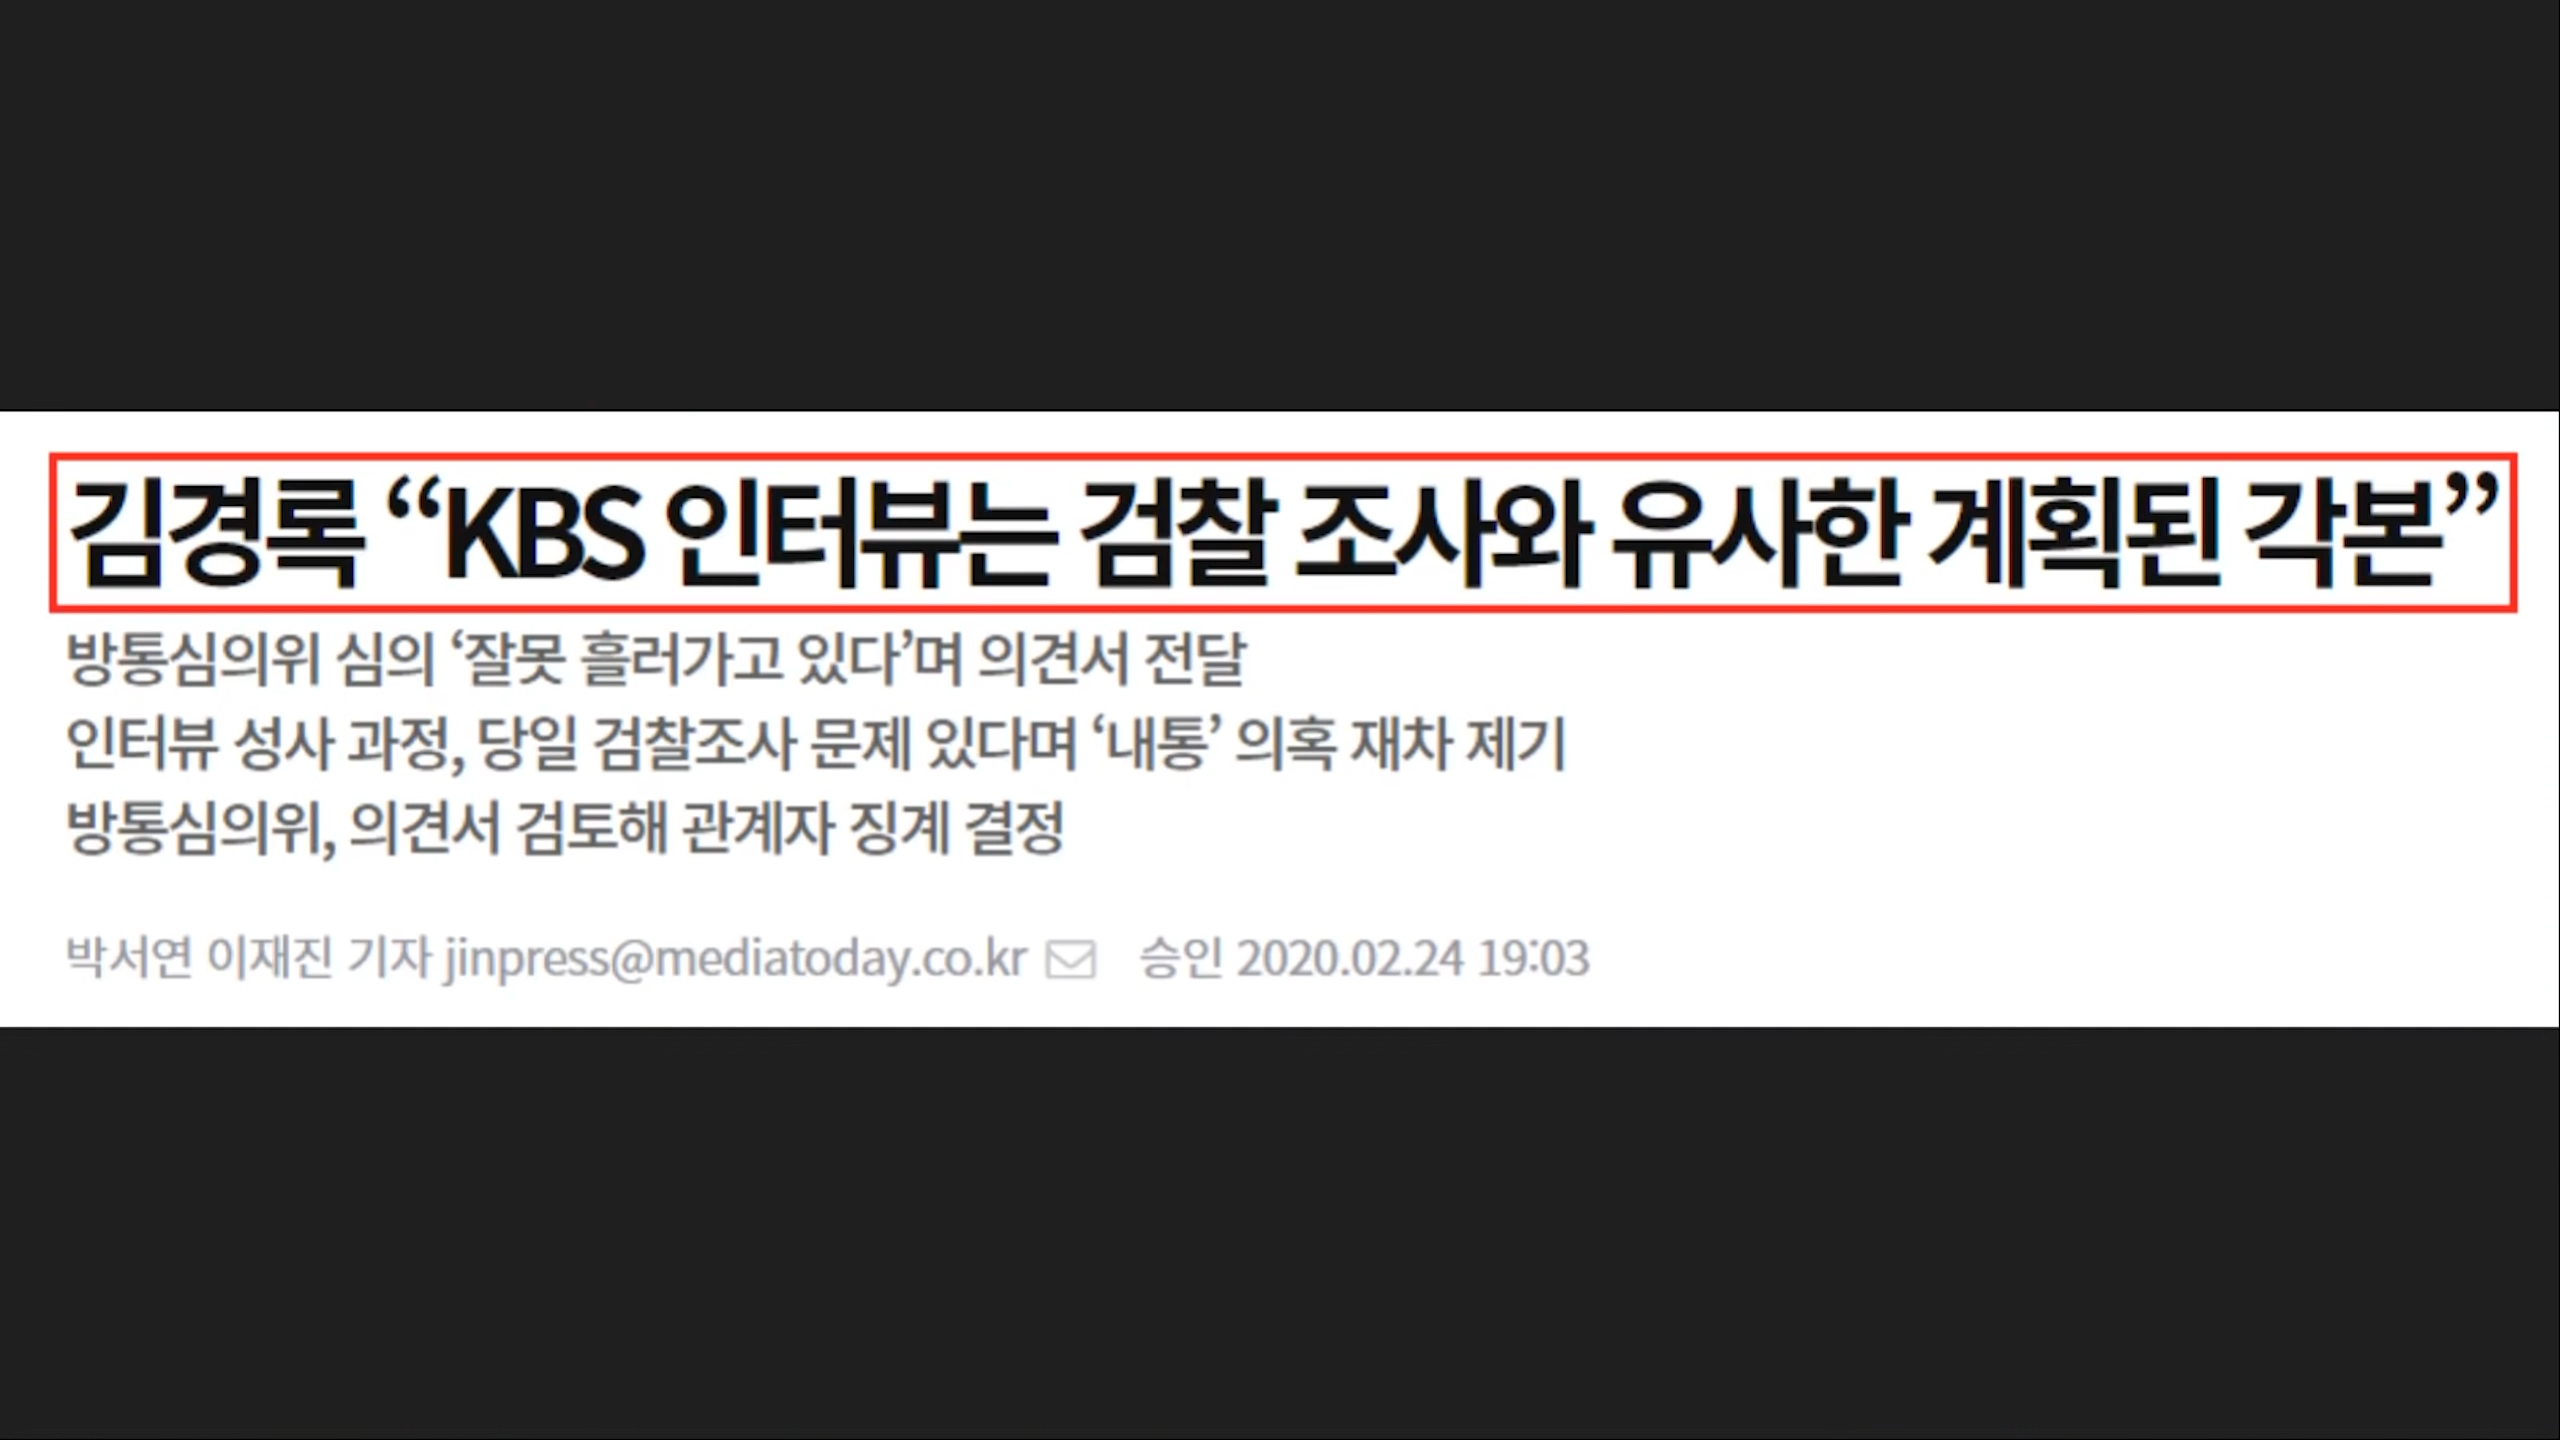 김경록 “KBS 인터뷰는 검찰 조사와 유사한 계획된 각본”
방통심의위 심의 ‘잘못 흘러가고 있다’며 의견서 전달
인터뷰 성사 과정, 당일 검찰조사 문제 있다며 ‘내통’ 의혹 재차 제기
방통심의위, 의견서 검토해 관계자 징계 결정
박서연 이재진 기자 jinpress@mediatoday.co.kr 승인 2020.02.24 19:03